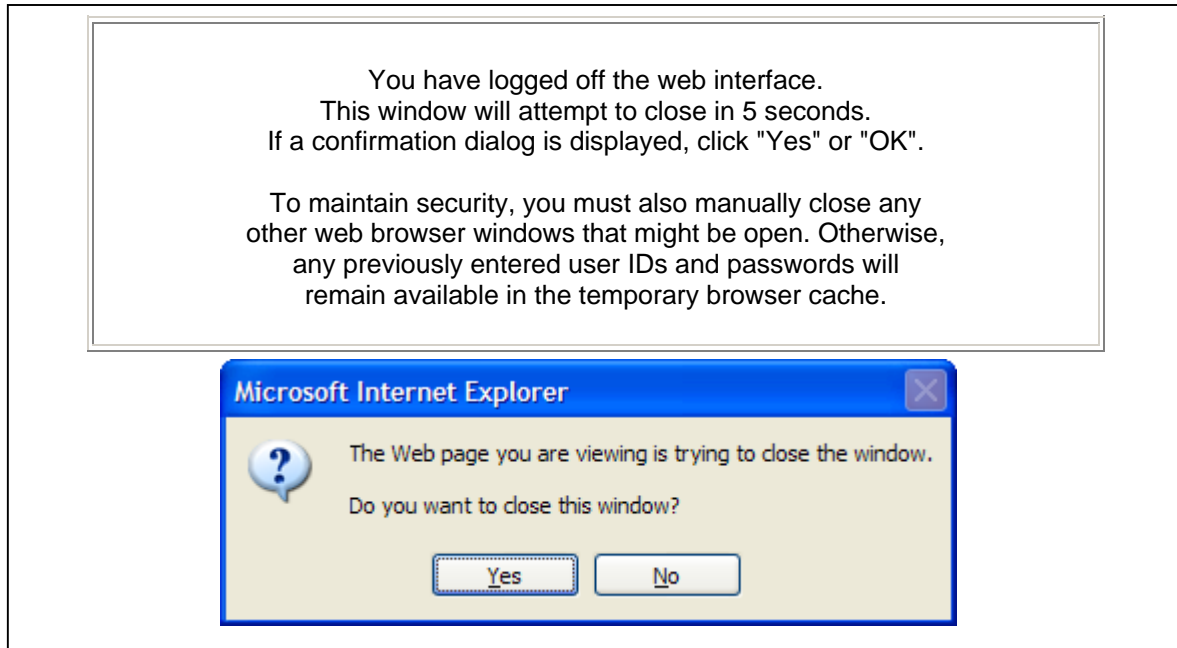 You have logged off the web interface.
This window will attempt to close in 5 seconds.
If a confirmation dialog is displayed, click "Yes" or "OK".
To maintain security, you must also manually close any
other web browser windows that might be open. Otherwise,
any previously entered user IDs and passwords will
remain available in the temporary browser cache.
Microsoft Internet Explorer
The Web page you are viewing is trying to close the window.
Do you want to close this window?
Yes No